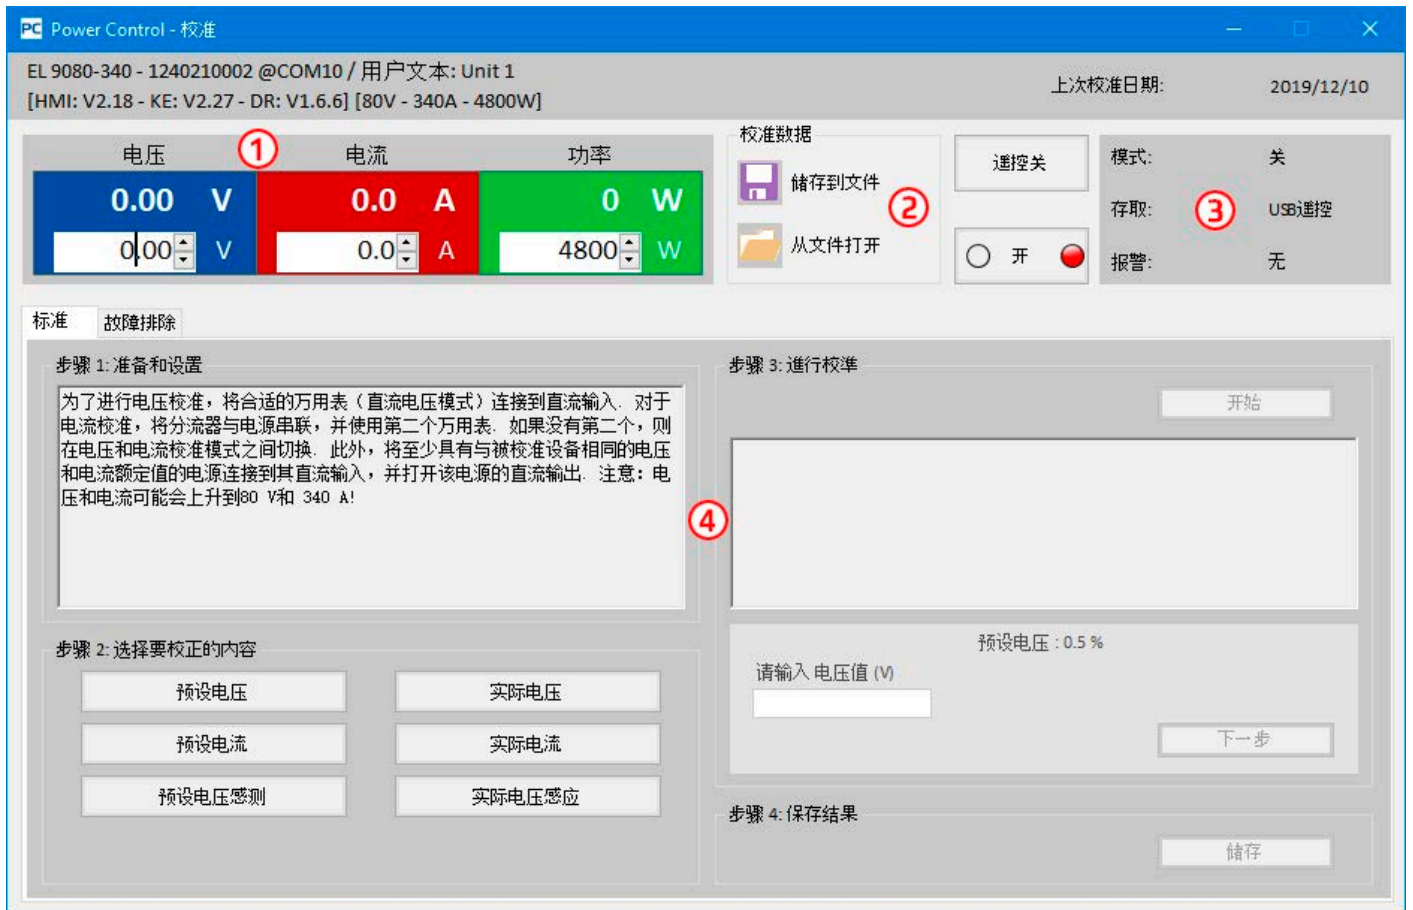 PC Power Control - 校准
EL 9080-340 - 1240210002 @COM10 / 用户文本: Unit 1
[HMI: V2.18 - KE: V2.27 - DR: V1.6.6] [80V - 340A - 4800W]
上次校准日期: 2019/12/10
电压 ① 电流 功率
0.00 V 0.0 A 0 W
0.00 V 0.0 A 4800 W
校准数据
储存到文件
②
从文件打开
遥控关
开
模式: 关
存取: ③ USB遥控
报警: 无
标准 故障排除
步骤 1: 准备和设置
为了进行电压校准，将合适的万用表（直流电压模式）连接到直流输入. 对于
电流校准，将分流器与电源串联，并使用第二个万用表. 如果没有第二个，则
在电压和电流校准模式之间切换. 此外，将至少具有与被校准设备相同的电压
和电流额定值的电源连接到其直流输入，并打开该电源的直流输出. 注意：电
压和电流可能会上升到80 V和 340 A!
④
步骤 2: 选择要校正的内容
预设电压 实际电压
预设电流 实际电流
预设电压感测 实际电压感应
步骤 3: 進行校準
开始
预设电压 : 0.5 %
请输入 电压值 (V)
下一步
步骤 4: 保存结果
储存